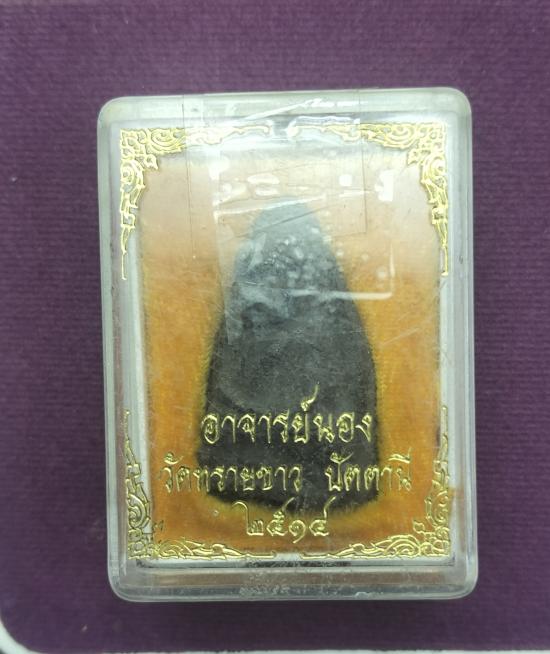 อาจารย์นอง
วัดทรายขาว ปัตตานี
๒๕๑๔